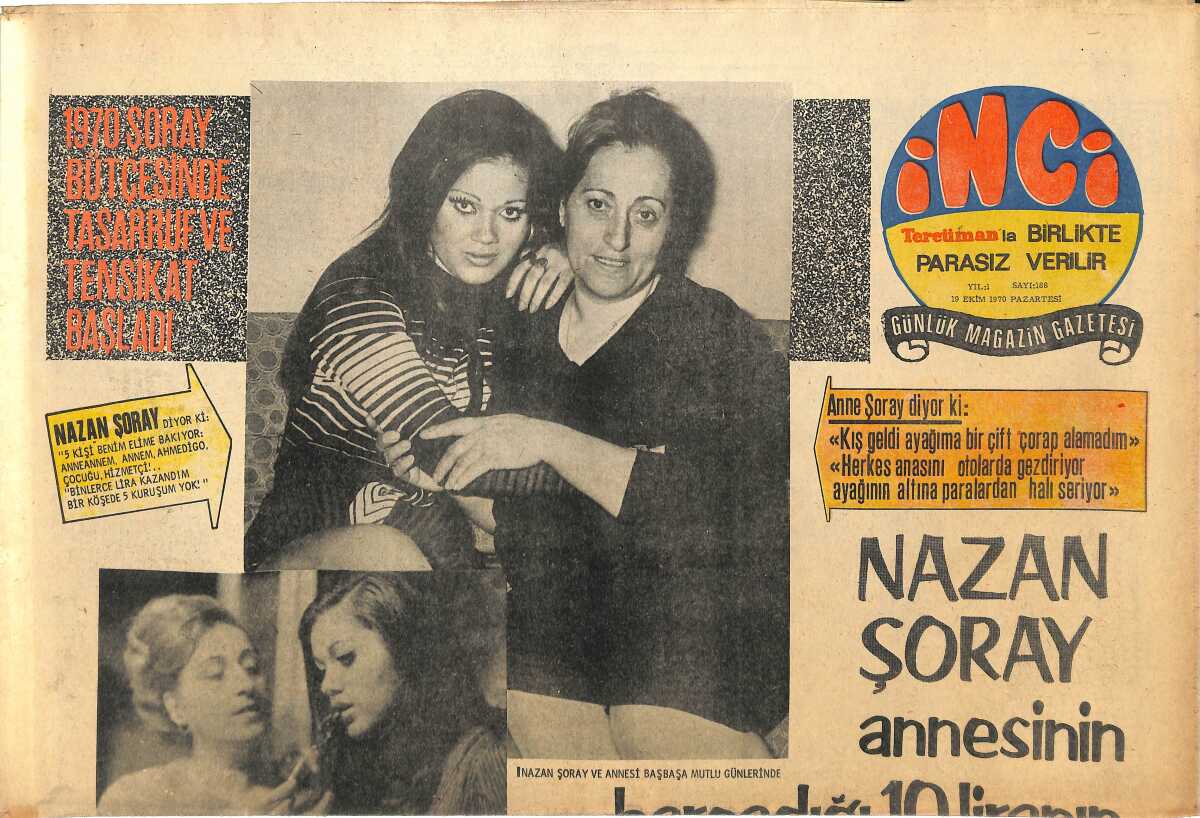 1970 ŞORAY
BÜTÇESİNDE
TASARRUF VE
TENSİKAT
BAŞLADI
NAZAN ŞORAY DİYOR Kİ:
"5 KİŞİ BENİM ELİME BAKIYOR:
ANNEANNEM, ANNEM, AHMEDİGO,
ÇOCUĞU, HİZMETÇİ!..
"BİNLERCE LİRA KAZANDIM
BİR KÖŞEDE 5 KURUŞUM YOK!"
iNCi
Tercüman'la BİRLİKTE
PARASIZ VERİLİR
YIL:1 SAYI:188
19 EKİM 1970 PAZARTESİ
GÜNLÜK MAGAZİN GAZETESİ
Anne Şoray diyor ki:
«Kış geldi ayağıma bir çift çorap alamadım»
«Herkes anasını otolarda gezdiriyor
ayağının altına paralardan halı seriyor»
NAZAN
ŞORAY
annesinin
harcadığı 10 liranın
NAZAN ŞORAY VE ANNESİ BAŞBAŞA MUTLU GÜNLERİNDE